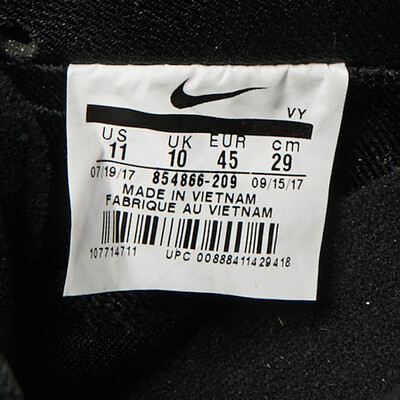 VY
US UK EUR cm
11 10 45 29
07/19/17 854866-209 09/15/17
MADE IN VIETNAM
FABRIQUE AU VIETNAM
107714711 UPC 00888411429418